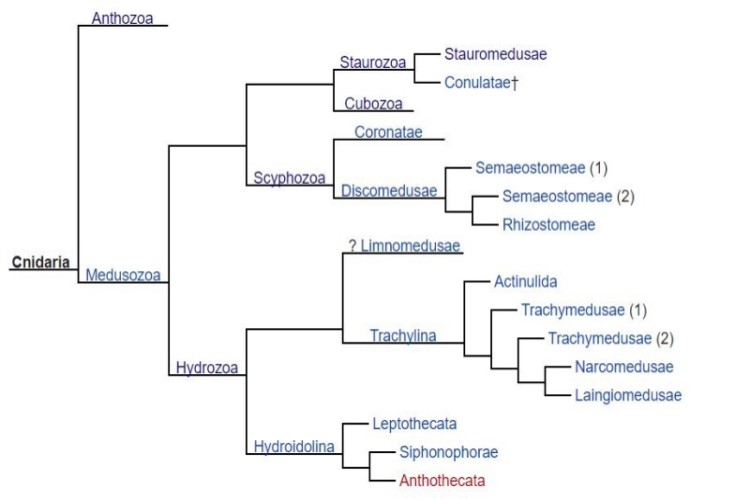 Anthozoa
Staurozoa
Stauromedusae
Conulatae†
Cubozoa
Coronatae
Scyphozoa
Discomedusae
Semaeostomeae (1)
Semaeostomeae (2)
Rhizostomeae
Cnidaria
Medusozoa
? Limnomedusae
Actinulida
Trachymedusae (1)
Trachylina
Trachymedusae (2)
Narcomedusae
Laingiomedusae
Hydrozoa
Leptothecata
Hydroidolina
Siphonophorae
Anthothecata